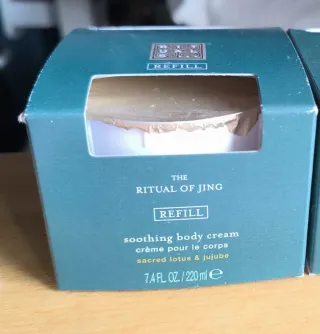 RITUALS
REFILL
THE
RITUAL OF JING
REFILL
soothing body cream
crème pour le corps
sacred lotus & jujube
7.4 FL. OZ. / 220 ml ℮